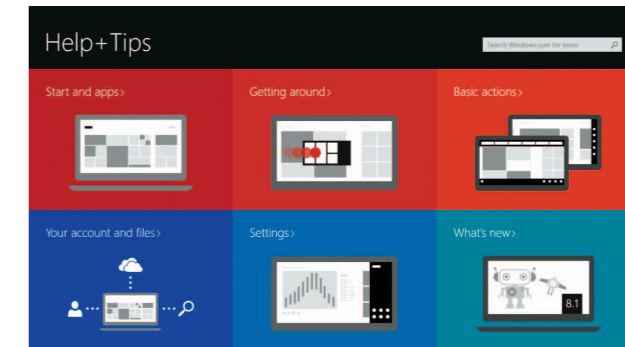 Help+Tips
Search Windows.com for more
Start and apps>
Getting around>
Basic actions>
Your account and files>
Settings>
What's new>
8.1